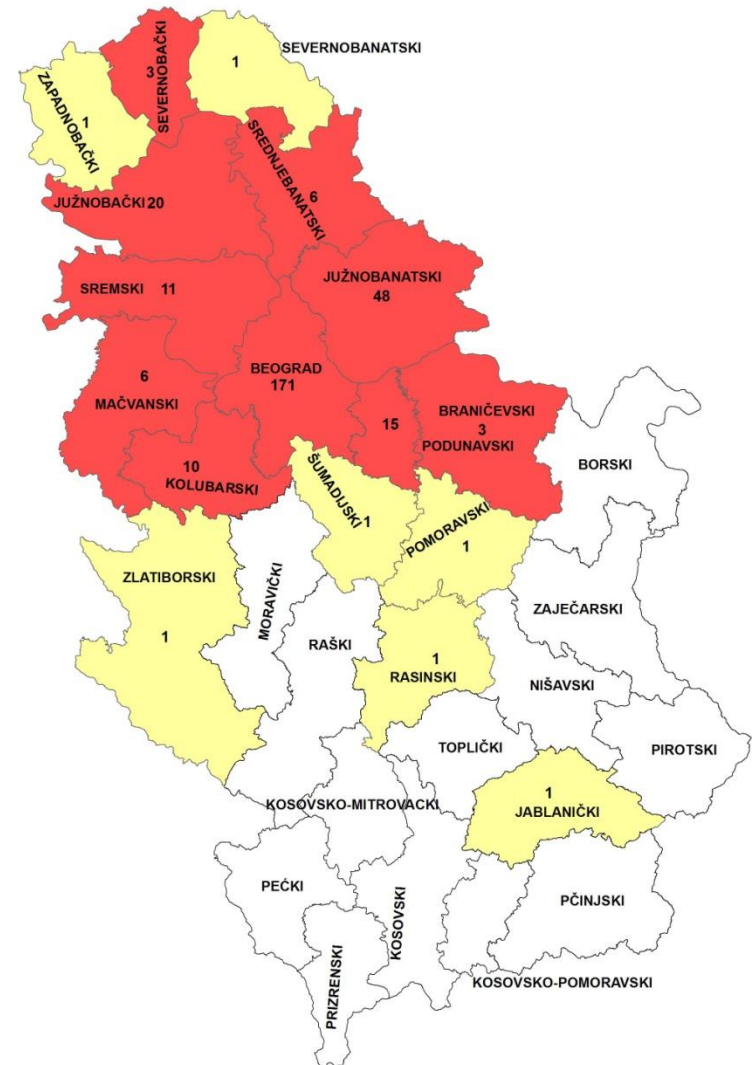 SEVERNOBANATSKI
1
3
SEVERNOBAČKI
ZAPADNOBAČKI
1
SREDNJEBANATSKI
6
JUŽNOBAČKI 20
JUŽNOBANATSKI
48
SREMSKI 11
BEOGRAD
171
6
MAČVANSKI
15
BRANIČEVSKI
3
PODUNAVSKI
10
KOLUBARSKI
BORSKI
ŠUMADIJSKI
1
POMORAVSKI
1
ZLATIBORSKI
1
MORAVIČKI
RAŠKI
ZAJEČARSKI
1
RASINSKI
NIŠAVSKI
TOPLIČKI
PIROTSKI
1
JABLANIČKI
KOSOVSKO-MITROVACKI
PEĆKI
KOSOVSKI
PČINJSKI
PRIZRENSKI
KOSOVSKO-POMORAVSKI